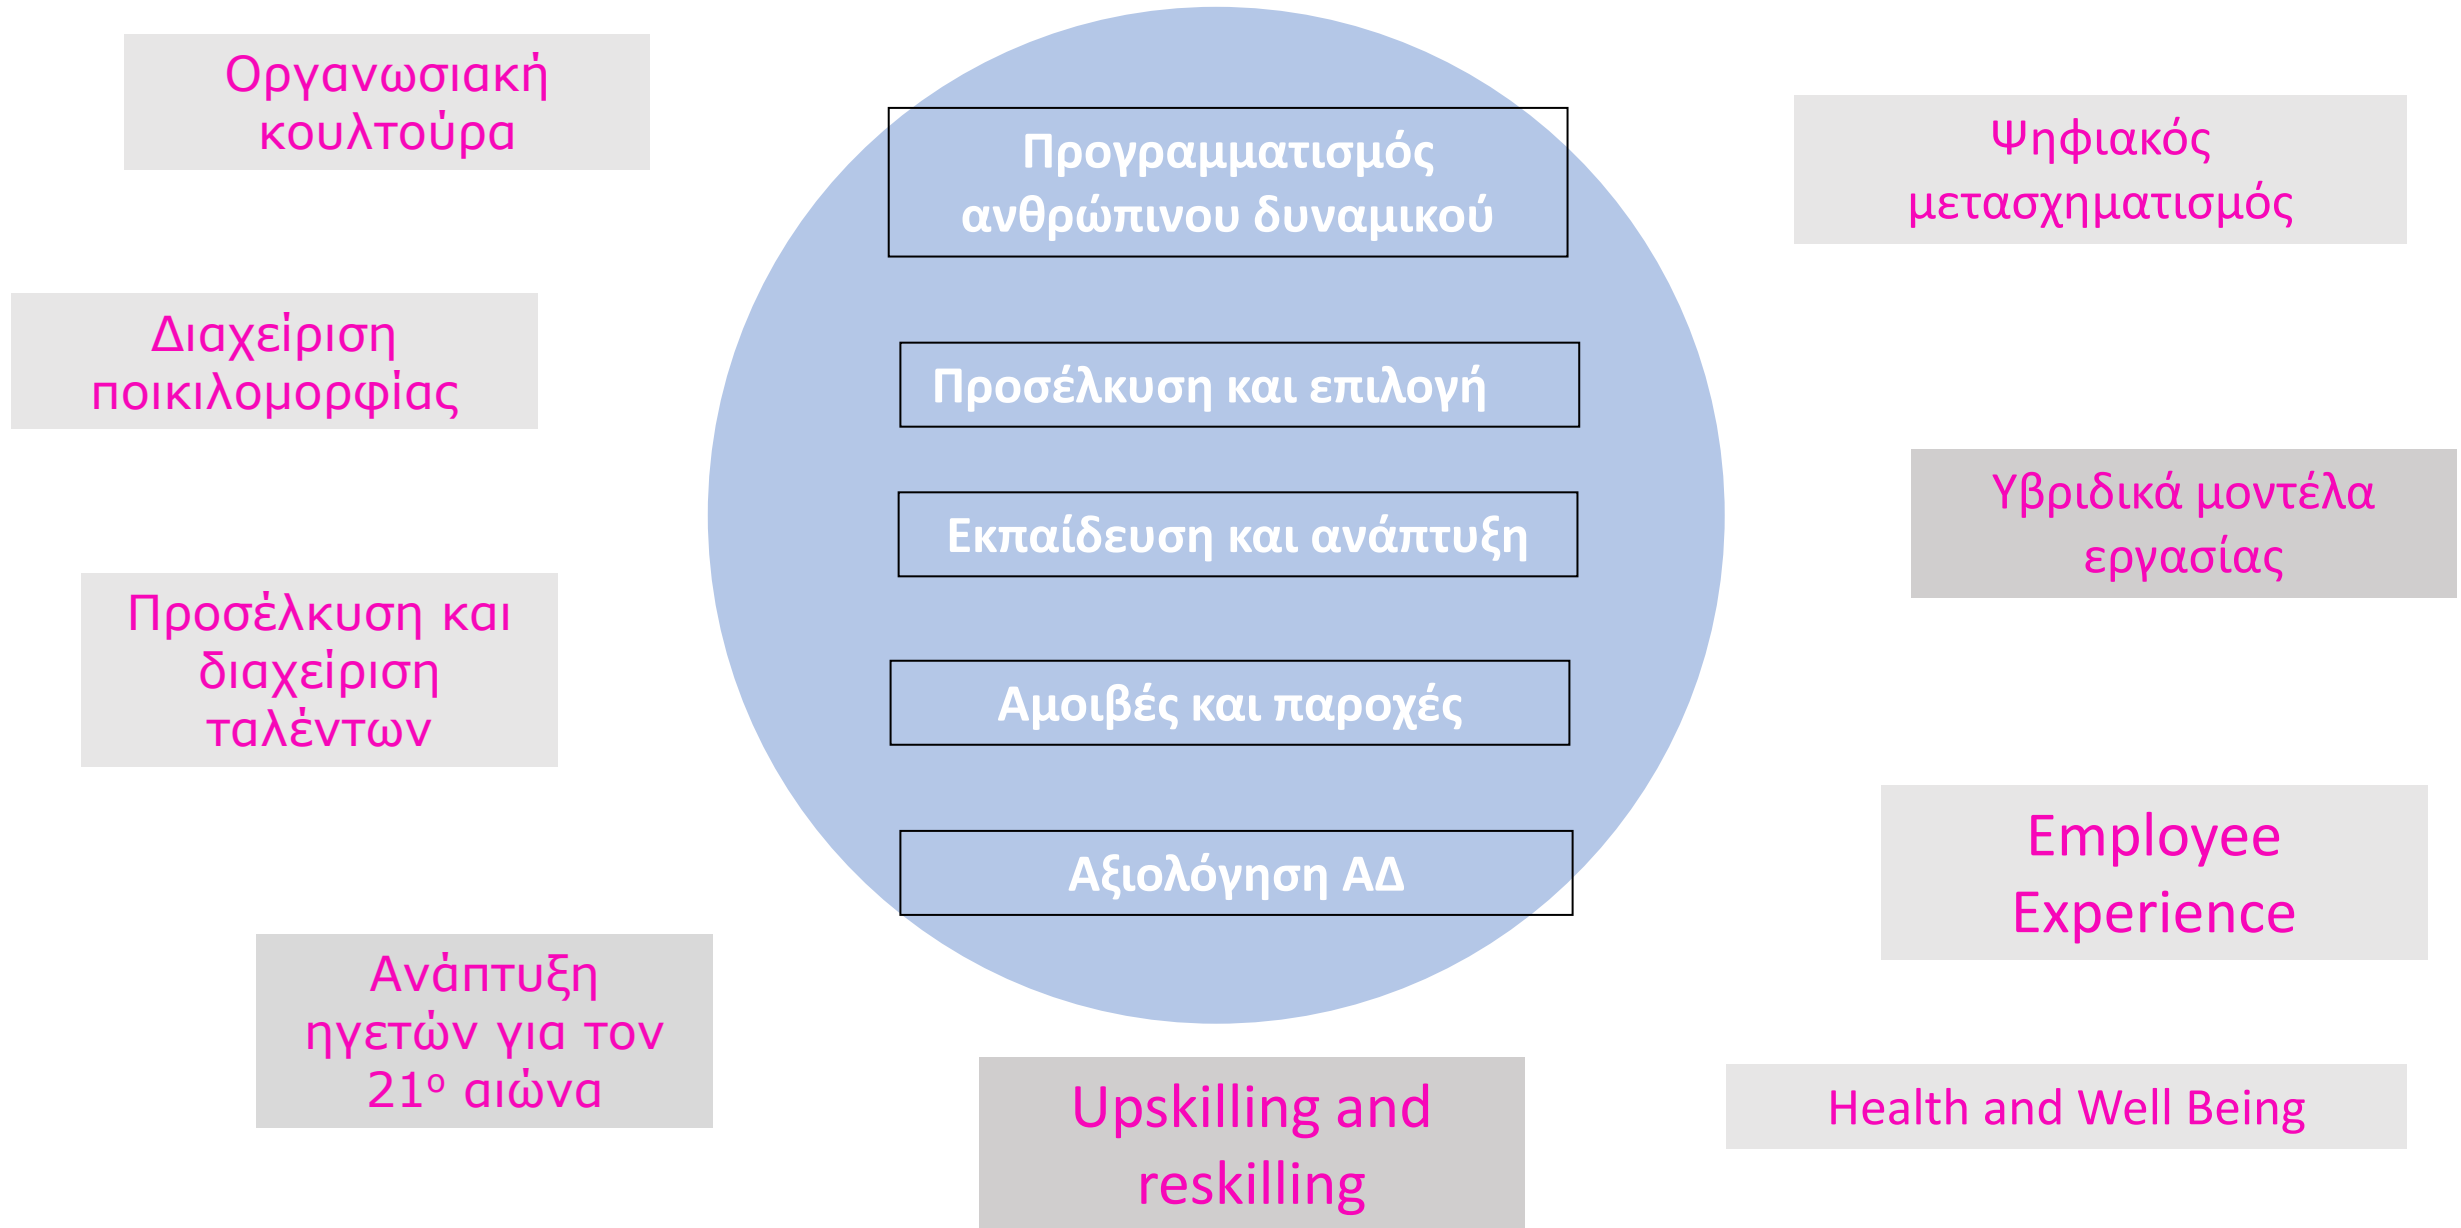 Οργανωσιακή
κουλτούρα
Διαχείριση
ποικιλομορφίας
Προσέλκυση και
διαχείριση
ταλέντων
Ανάπτυξη
ηγετών για τον
21ο αιώνα
Προγραμματισμός
ανθρώπινου δυναμικού
Προσέλκυση και επιλογή
Εκπαίδευση και ανάπτυξη
Αμοιβές και παροχές
Αξιολόγηση ΑΔ
Upskilling and
reskilling
Ψηφιακός
μετασχηματισμός
Υβριδικά μοντέλα
εργασίας
Employee
Experience
Health and Well Being